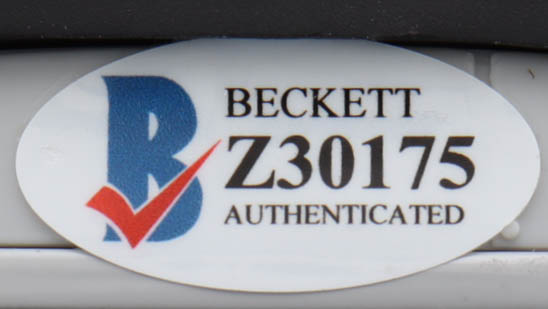 B
BECKETT
Z30175
AUTHENTICATED